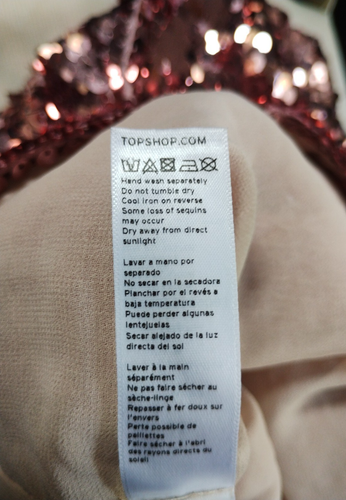 TOPSHOP.COM
Hand wash separately
Do not tumble dry
Cool iron on reverse
Some loss of sequins
may occur
Dry away from direct
sunlight
Lavar a mano por
separado
No secar en la secadora
Planchar por el revés a
baja temperatura
Puede perder algunas
lentejuelas
Secar alejado de la luz
directa del sol
Laver à la main
séparément
Ne pas faire sécher au
sèche-linge
Repasser à fer doux sur
l'envers
Perte possible de
paillettes
Faire sécher à l'abri
des rayons directs du
soleil